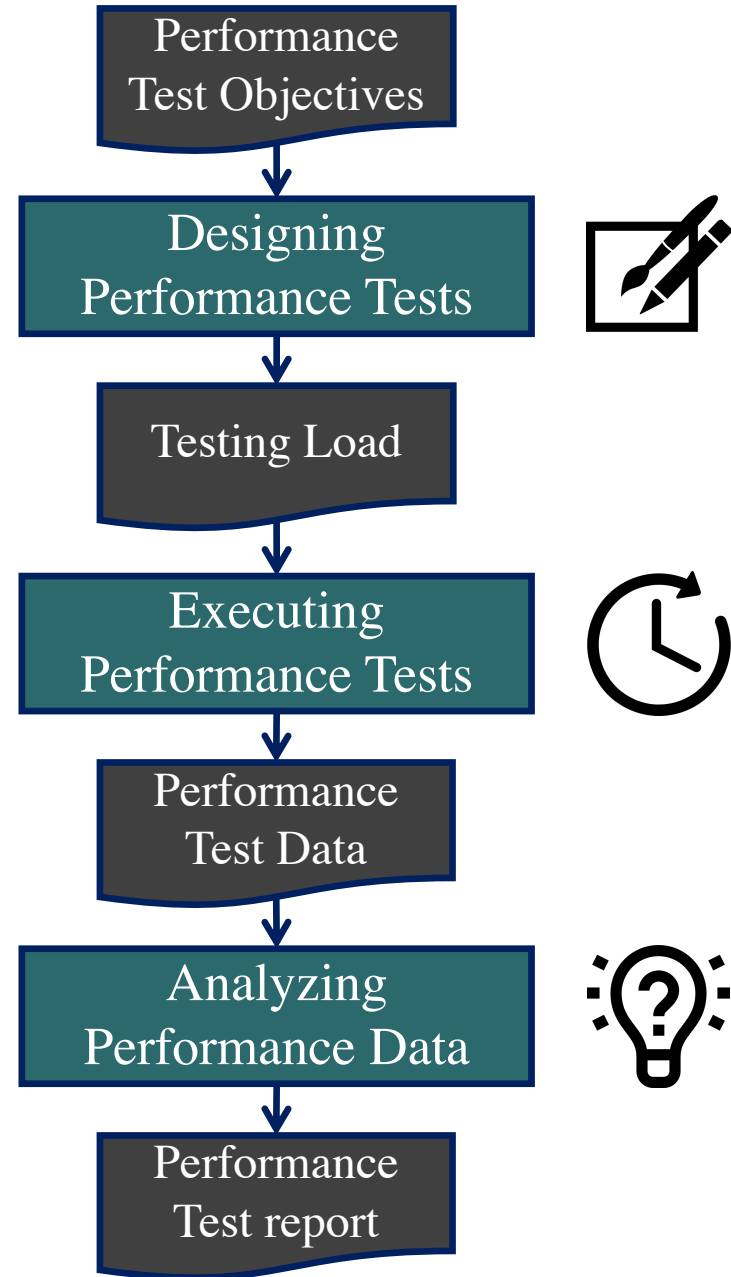 Performance
Test Objectives
Designing
Performance Tests
Testing Load
Executing
Performance Tests
Performance
Test Data
Analyzing
Performance Data
Performance
Test report